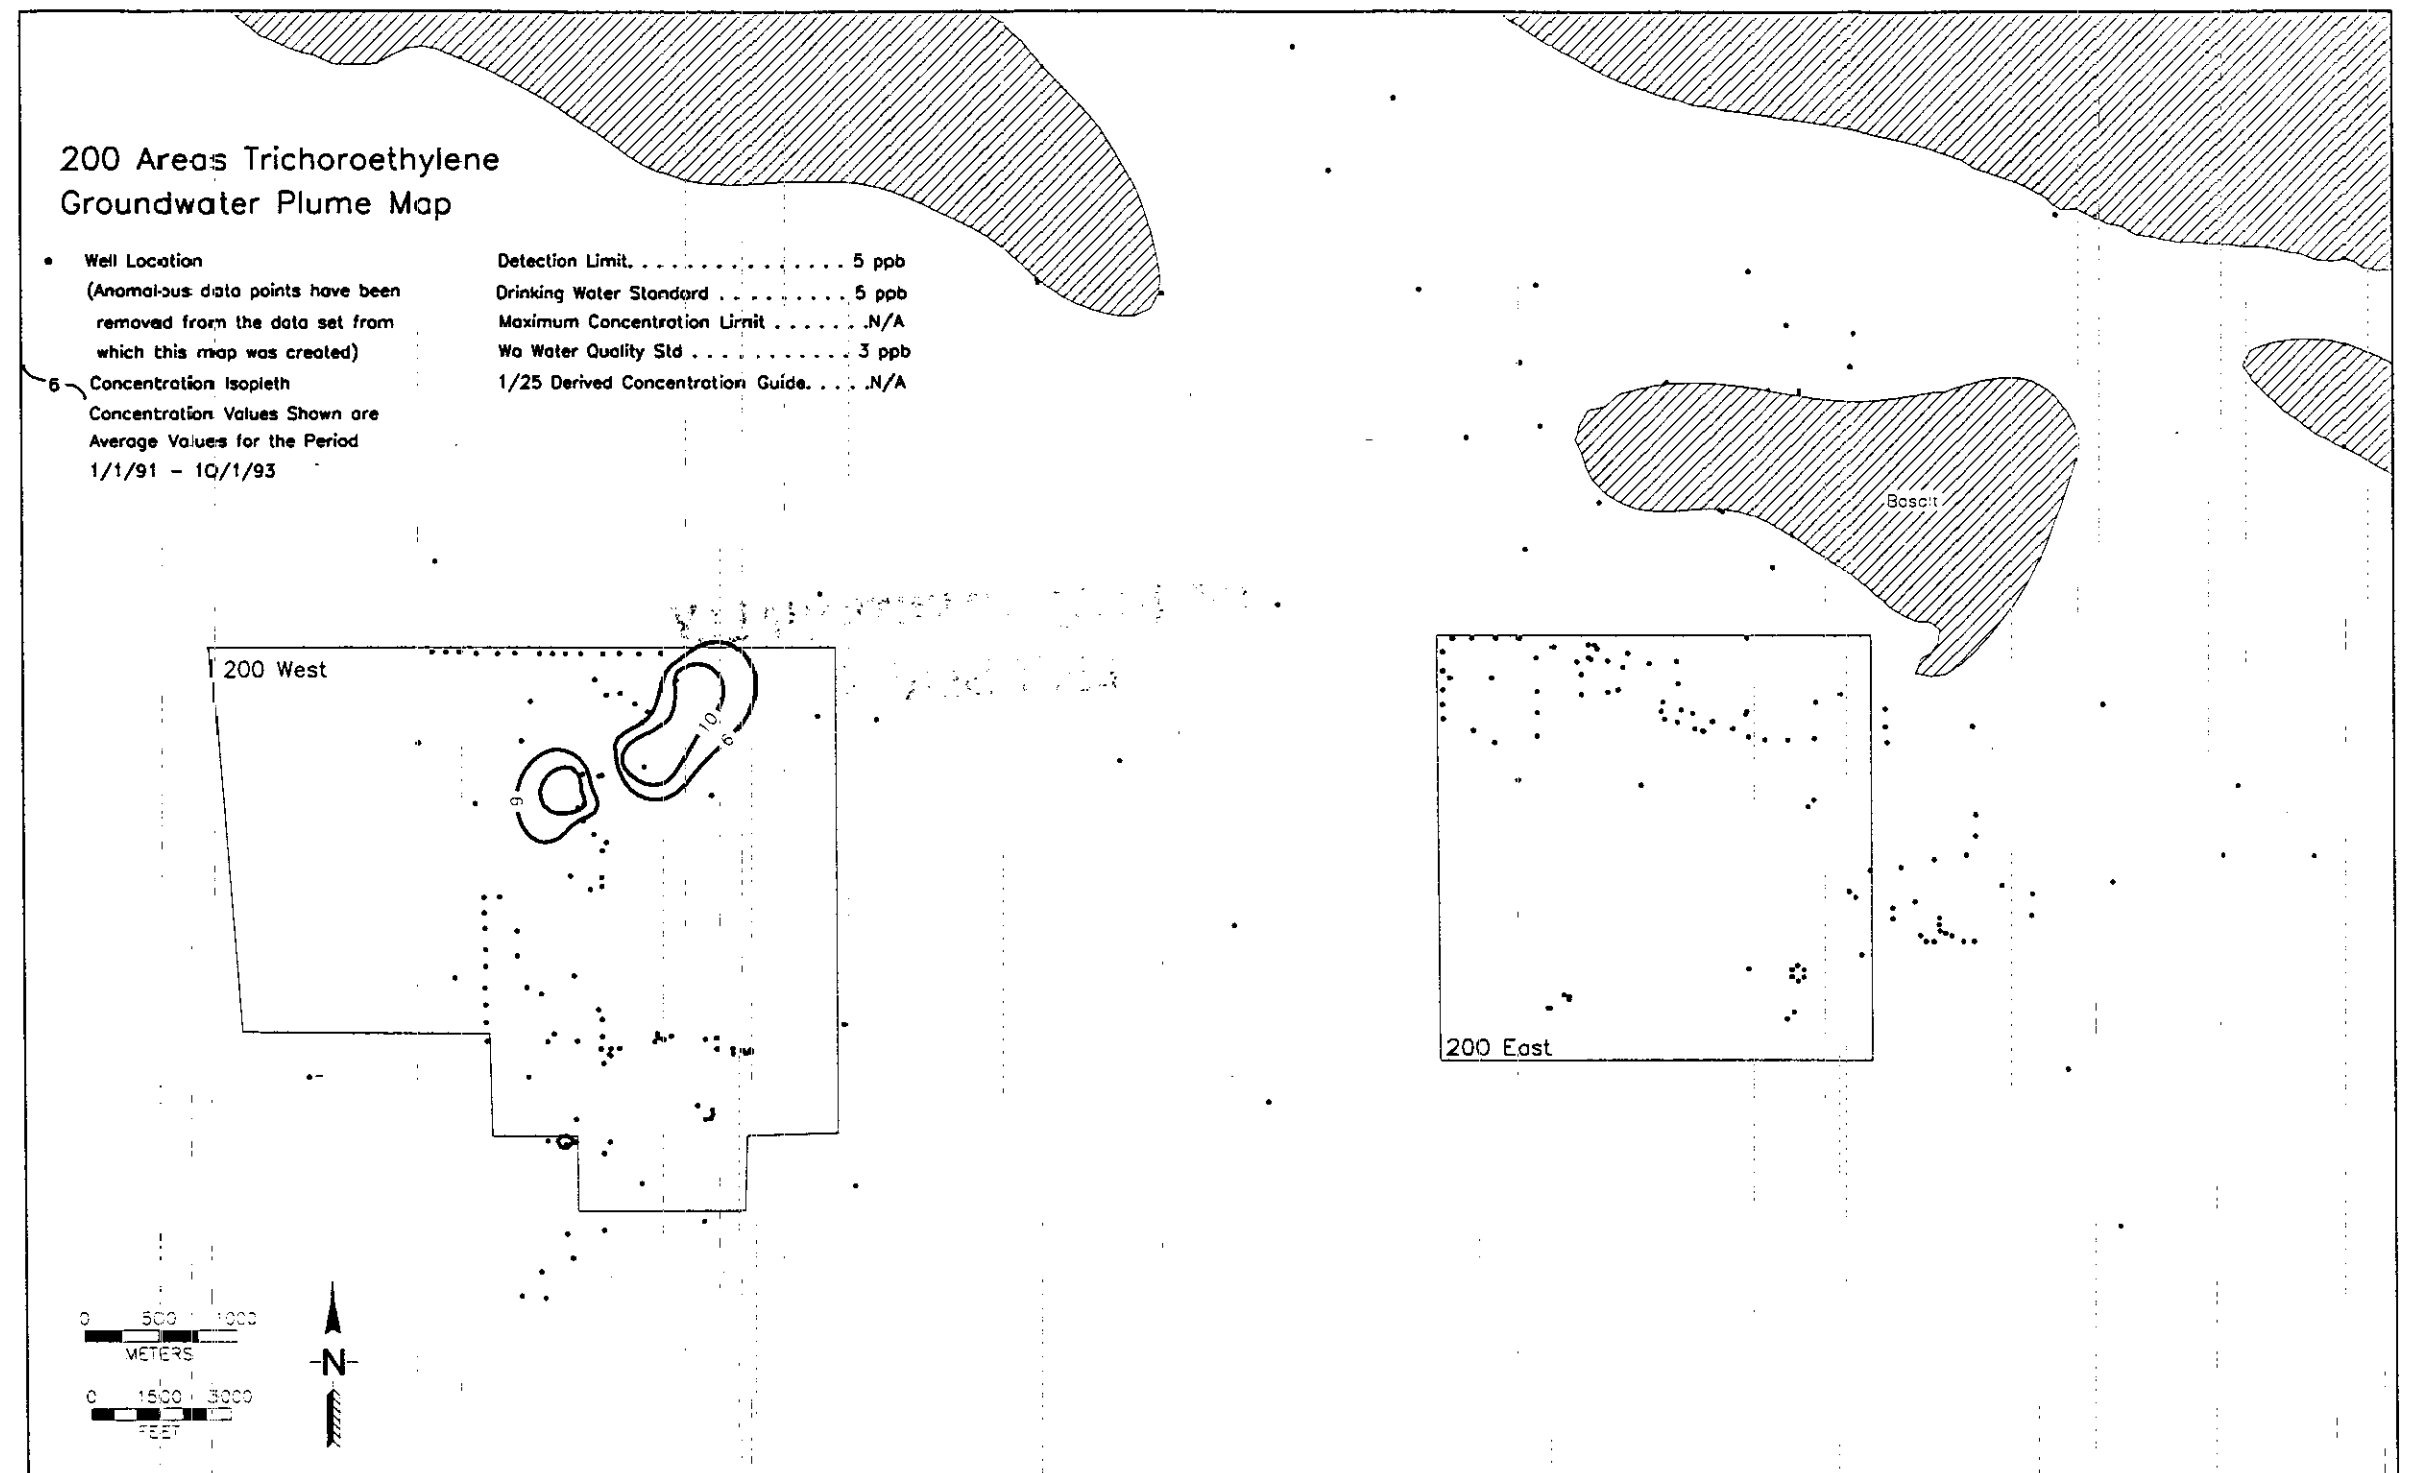 200 Areas Trichoroethylene
Groundwater Plume Map
Well Location
(Anomalous data points have been
removed from the data set from
which this map was created)
6 Concentration Isopleth
Concentration Values Shown are
Average Values for the Period
1/1/91 - 10/1/93
Detection Limit. . . . . . . . . . . . . . . 5 ppb
Drinking Water Standard . . . . . . . . . 5 ppb
Maximum Concentration Limit . . . . . . .N/A
Wa Water Quality Std . . . . . . . . . . . 3 ppb
1/25 Derived Concentration Guide. . . . .N/A
Basalt
200 West
10
6
6
200 East
0 500 1000
METERS
N
0 1500 3000
FEET